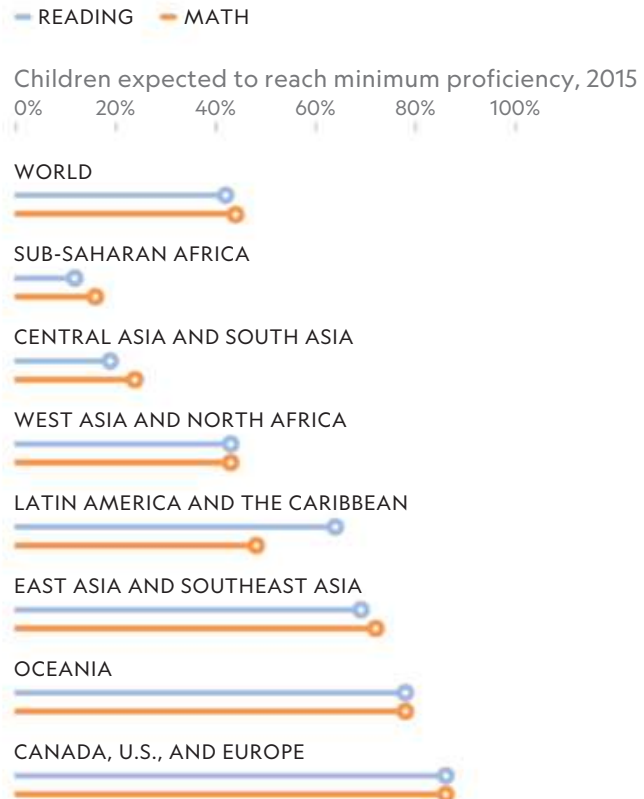 READING MATH
Children expected to reach minimum proficiency, 2015
0% 20% 40% 60% 80% 100%
WORLD
SUB-SAHARAN AFRICA
CENTRAL ASIA AND SOUTH ASIA
WEST ASIA AND NORTH AFRICA
LATIN AMERICA AND THE CARIBBEAN
EAST ASIA AND SOUTHEAST ASIA
OCEANIA
CANADA, U.S., AND EUROPE